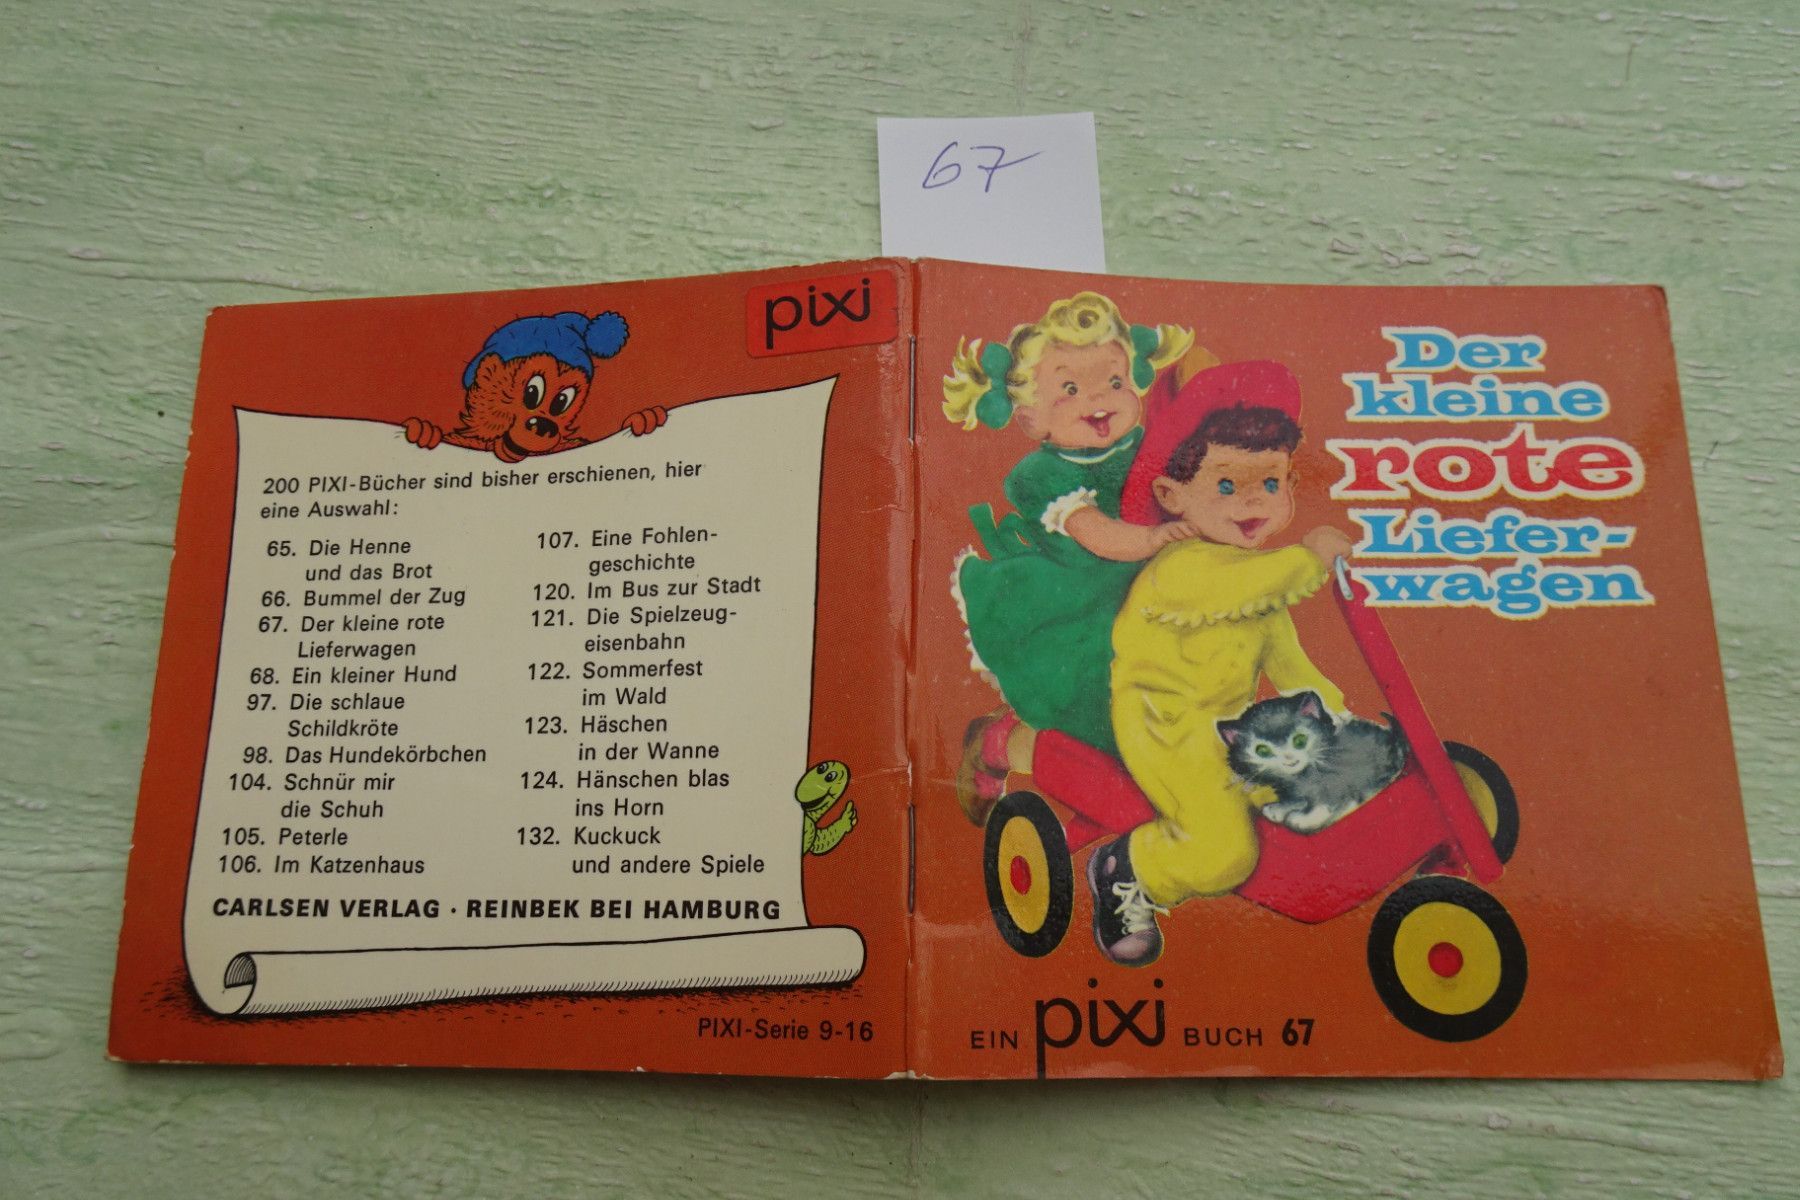 67
pixi
200 PIXI-Bücher sind bisher erschienen, hier
eine Auswahl:
65. Die Henne
und das Brot
66. Bummel der Zug
67. Der kleine rote
Lieferwagen
68. Ein kleiner Hund
97. Die schlaue
Schildkröte
98. Das Hundekörbchen
104. Schnür mir
die Schuh
105. Peterle
106. Im Katzenhaus
107. Eine Fohlen-
geschichte
120. Im Bus zur Stadt
121. Die Spielzeug-
eisenbahn
122. Sommerfest
im Wald
123. Häschen
in der Wanne
124. Hänschen blas
ins Horn
132. Kuckuck
und andere Spiele
CARLSEN VERLAG · REINBEK BEI HAMBURG
PIXI-Serie 9-16
Der
kleine
rote
Liefer-
wagen
EIN pixi BUCH 67